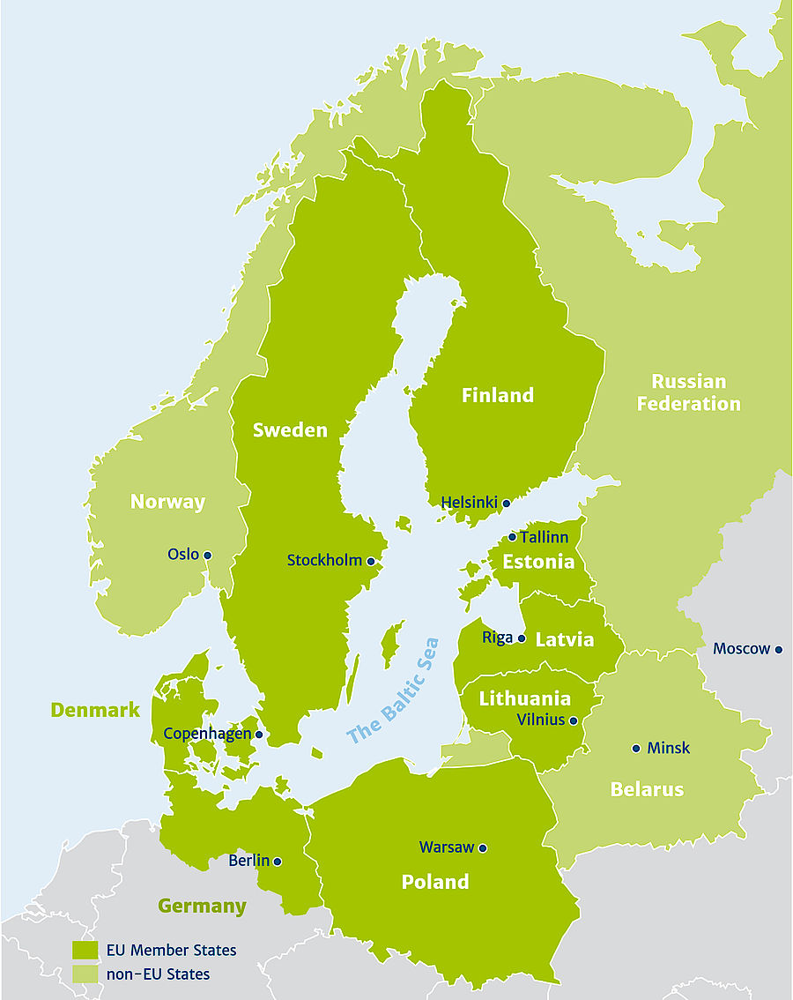 Russian
Federation
Finland
Sweden
Norway
Helsinki
Tallinn
Oslo
Stockholm
Estonia
Riga
Latvia
Moscow
The Baltic Sea
Lithuania
Denmark
Vilnius
Copenhagen
Minsk
Belarus
Warsaw
Berlin
Poland
Germany
EU Member States
non-EU States